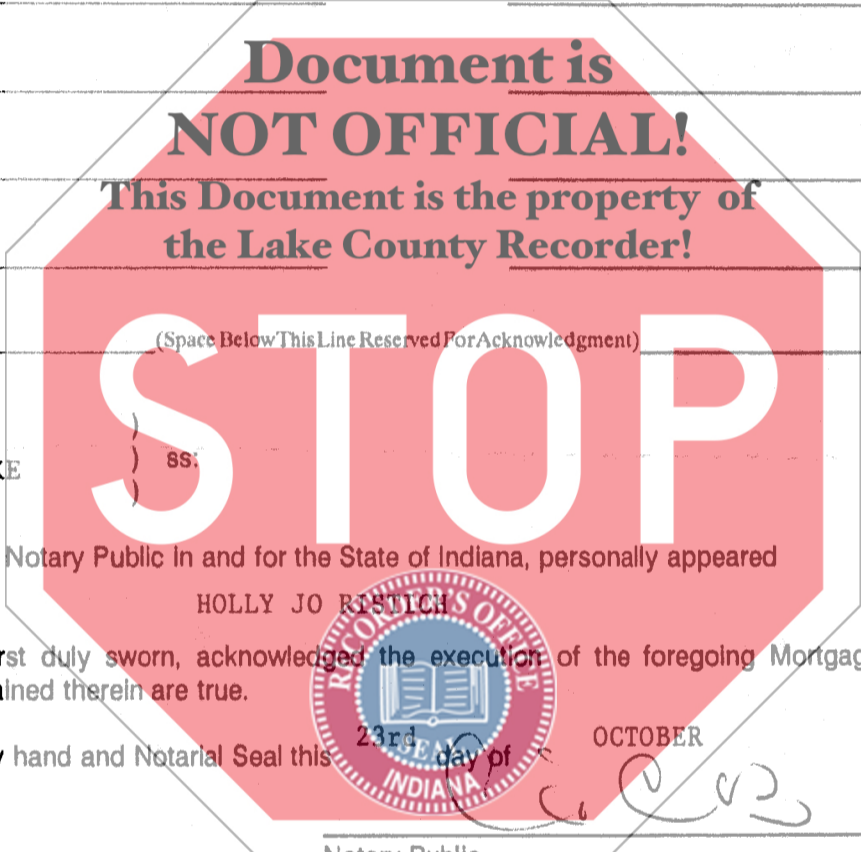 Document is
NOT OFFICIAL!
This Document is the property of
the Lake County Recorder!
(Space Below This Line Reserved For Acknowledgment)
STOP
)
E ) ss:
)
Notary Public in and for the State of Indiana, personally appeared
HOLLY JO RISTICH
rst duly sworn, acknowledged the execution of the foregoing Mortgag
ained therein are true.
hand and Notarial Seal this 23rd day of OCTOBER
RECORDER'S OFFICE
SEAL
INDIANA
Notary Public